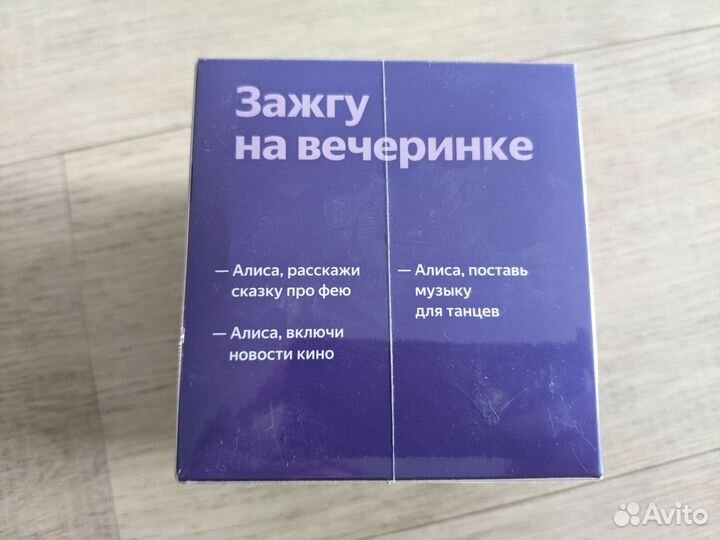 Зажгу
на вечеринке
— Алиса, расскажи
сказку про фею
— Алиса, включи
новости кино
— Алиса, поставь
музыку
для танцев
Avito